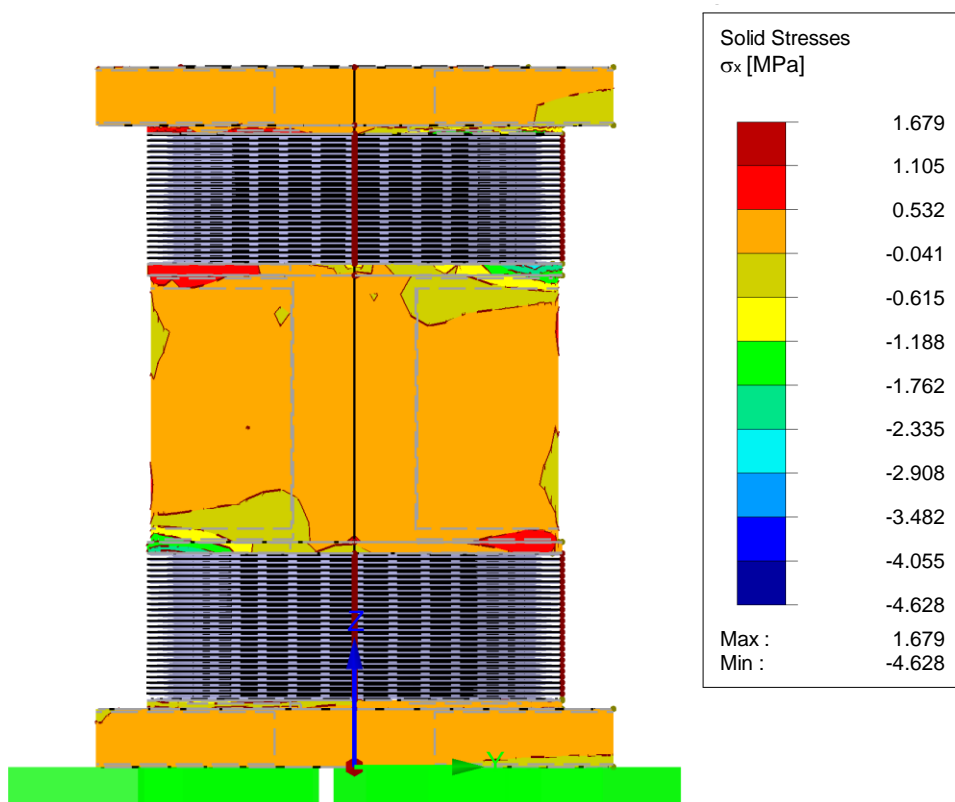 Solid Stresses
σx [MPa]
1.679
1.105
0.532
-0.041
-0.615
-1.188
-1.762
-2.335
-2.908
-3.482
-4.055
-4.628
Max : 1.679
Min : -4.628
Z
Y